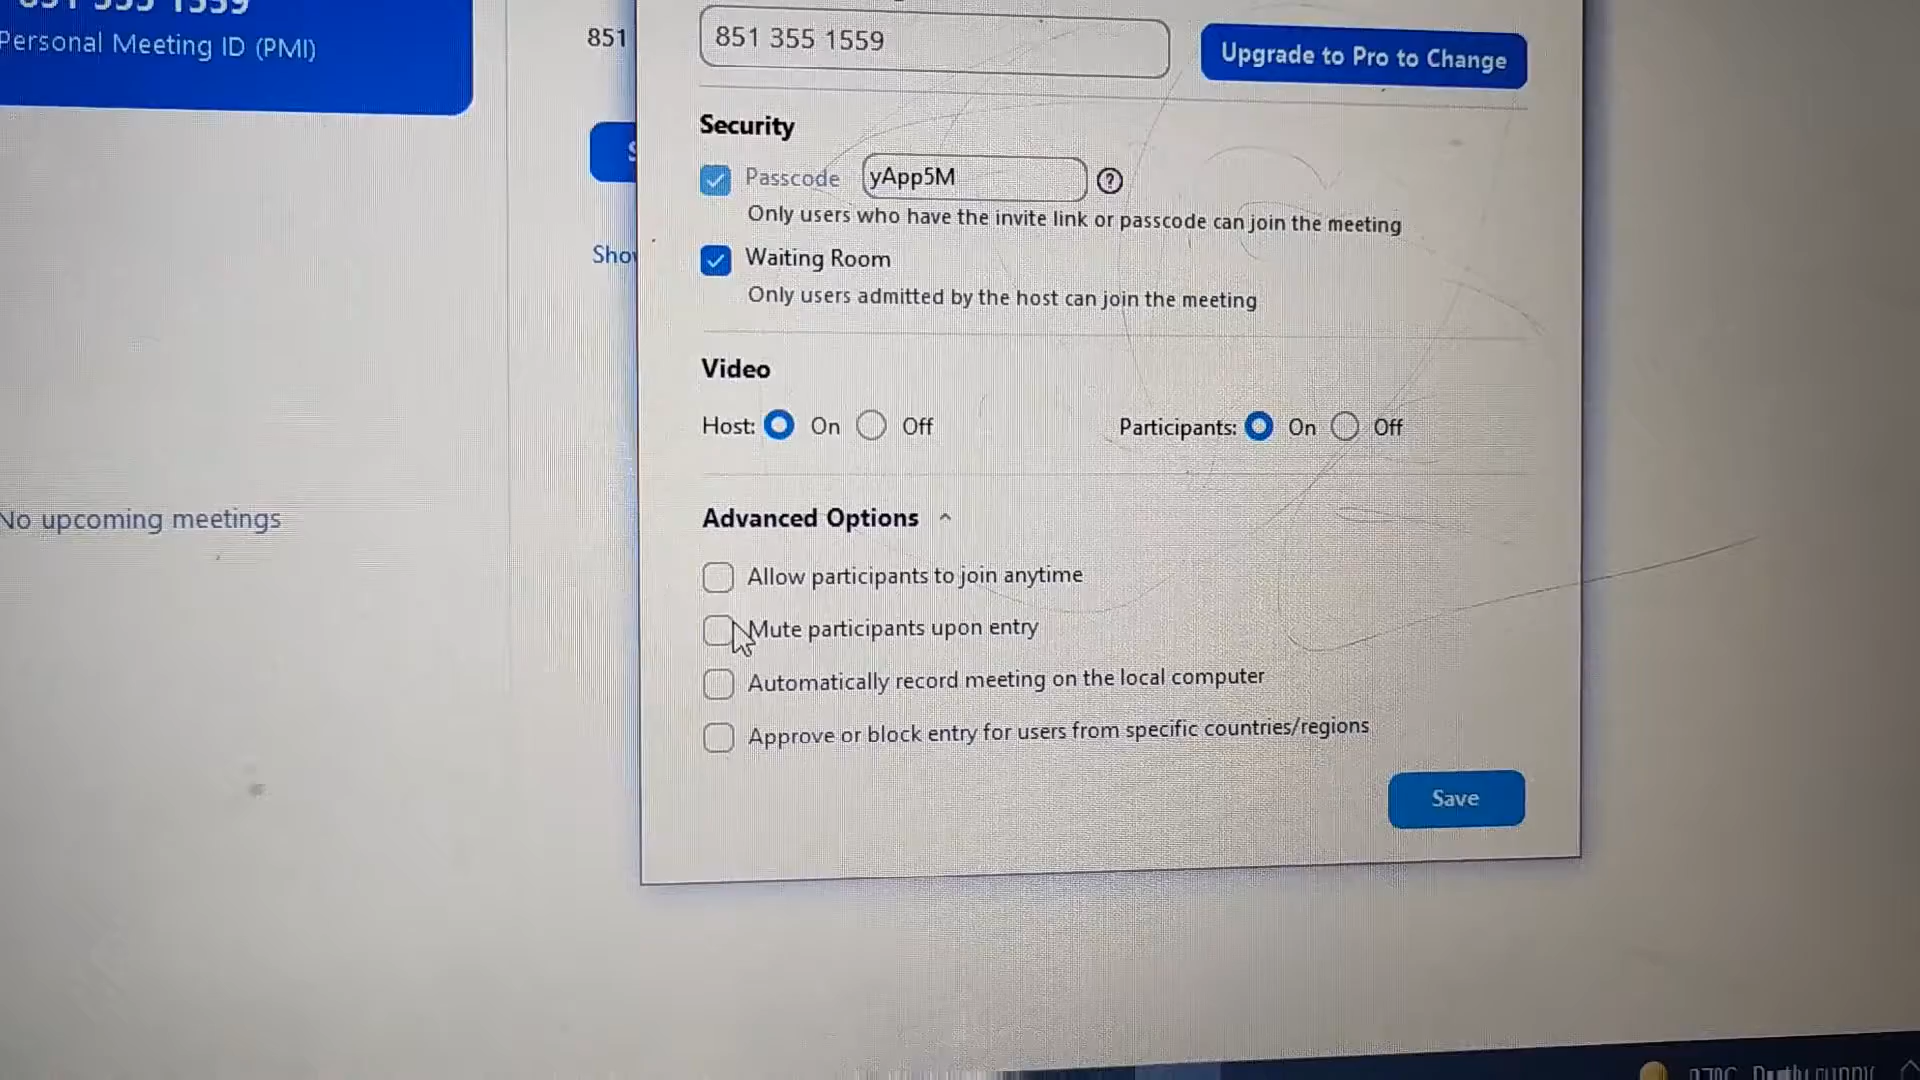 851 355 1559
Personal Meeting ID (PMI)
No upcoming meetings
851
Show
851 355 1559
Upgrade to Pro to Change
Security
Passcode yApp5M
Only users who have the invite link or passcode can join the meeting
Waiting Room
Only users admitted by the host can join the meeting
Video
Host: On Off
Participants: On Off
Advanced Options
Allow participants to join anytime
Mute participants upon entry
Automatically record meeting on the local computer
Approve or block entry for users from specific countries/regions
Save